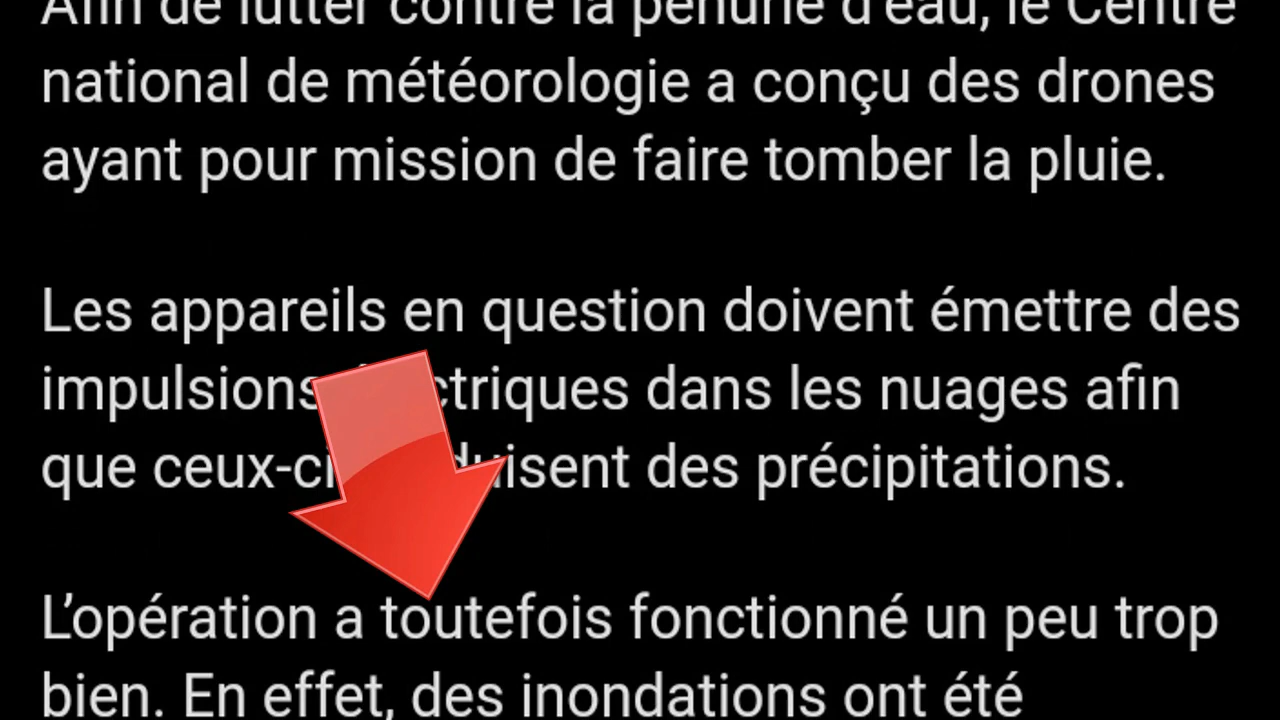 Afin de lutter contre la pénurie d'eau, le Centre
national de météorologie a conçu des drones
ayant pour mission de faire tomber la pluie.
Les appareils en question doivent émettre des
impulsions dans les nuages afin
que des précipitations.
L’opération a toutefois fonctionné un peu trop
bien. En effet, des inondations ont été